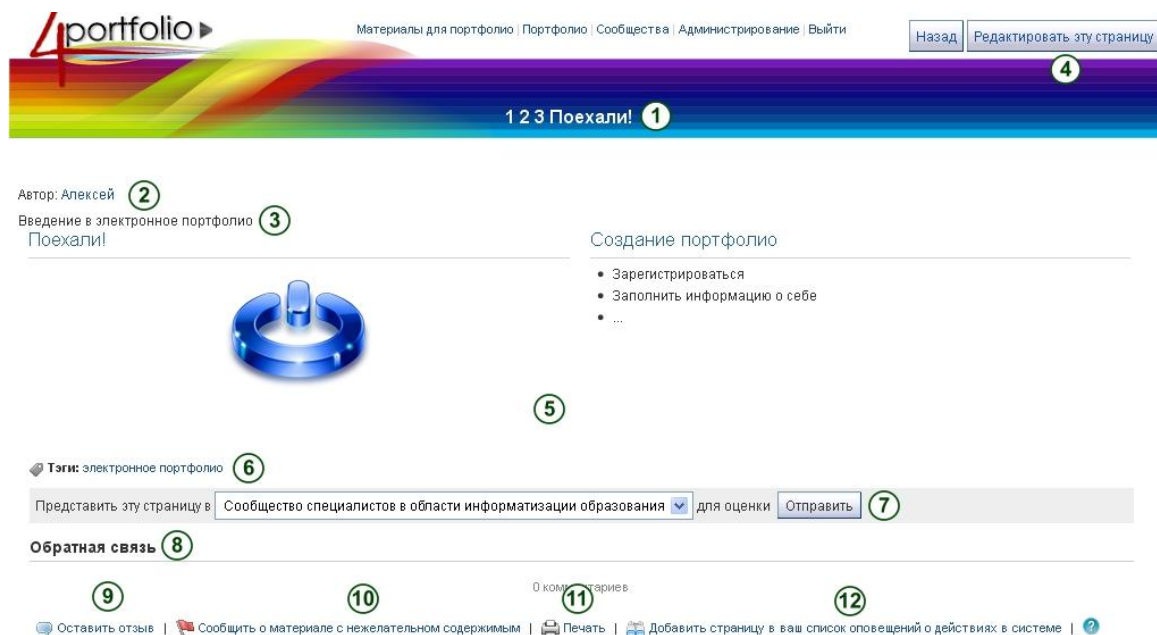 4portfolio
Материалы для портфолио | Портфолио | Сообщества | Администрирование | Выйти
Назад Редактировать эту страницу
4
1 2 3 Поехали! 1
Автор: Алексей 2
Введение в электронное портфолио 3
Поехали! Создание портфолио
• Зарегистрироваться
• Заполнить информацию о себе
• ...
5
Тэги: электронное портфолио 6
Представить эту страницу в Сообщество специалистов в области информатизации образования для оценки Отправить 7
Обратная связь 8
0 комментариев
9 10 11 12
Оставить отзыв | Сообщить о материале с нежелательным содержимым | Печать | Добавить страницу в ваш список оповещений о действиях в системе | ?